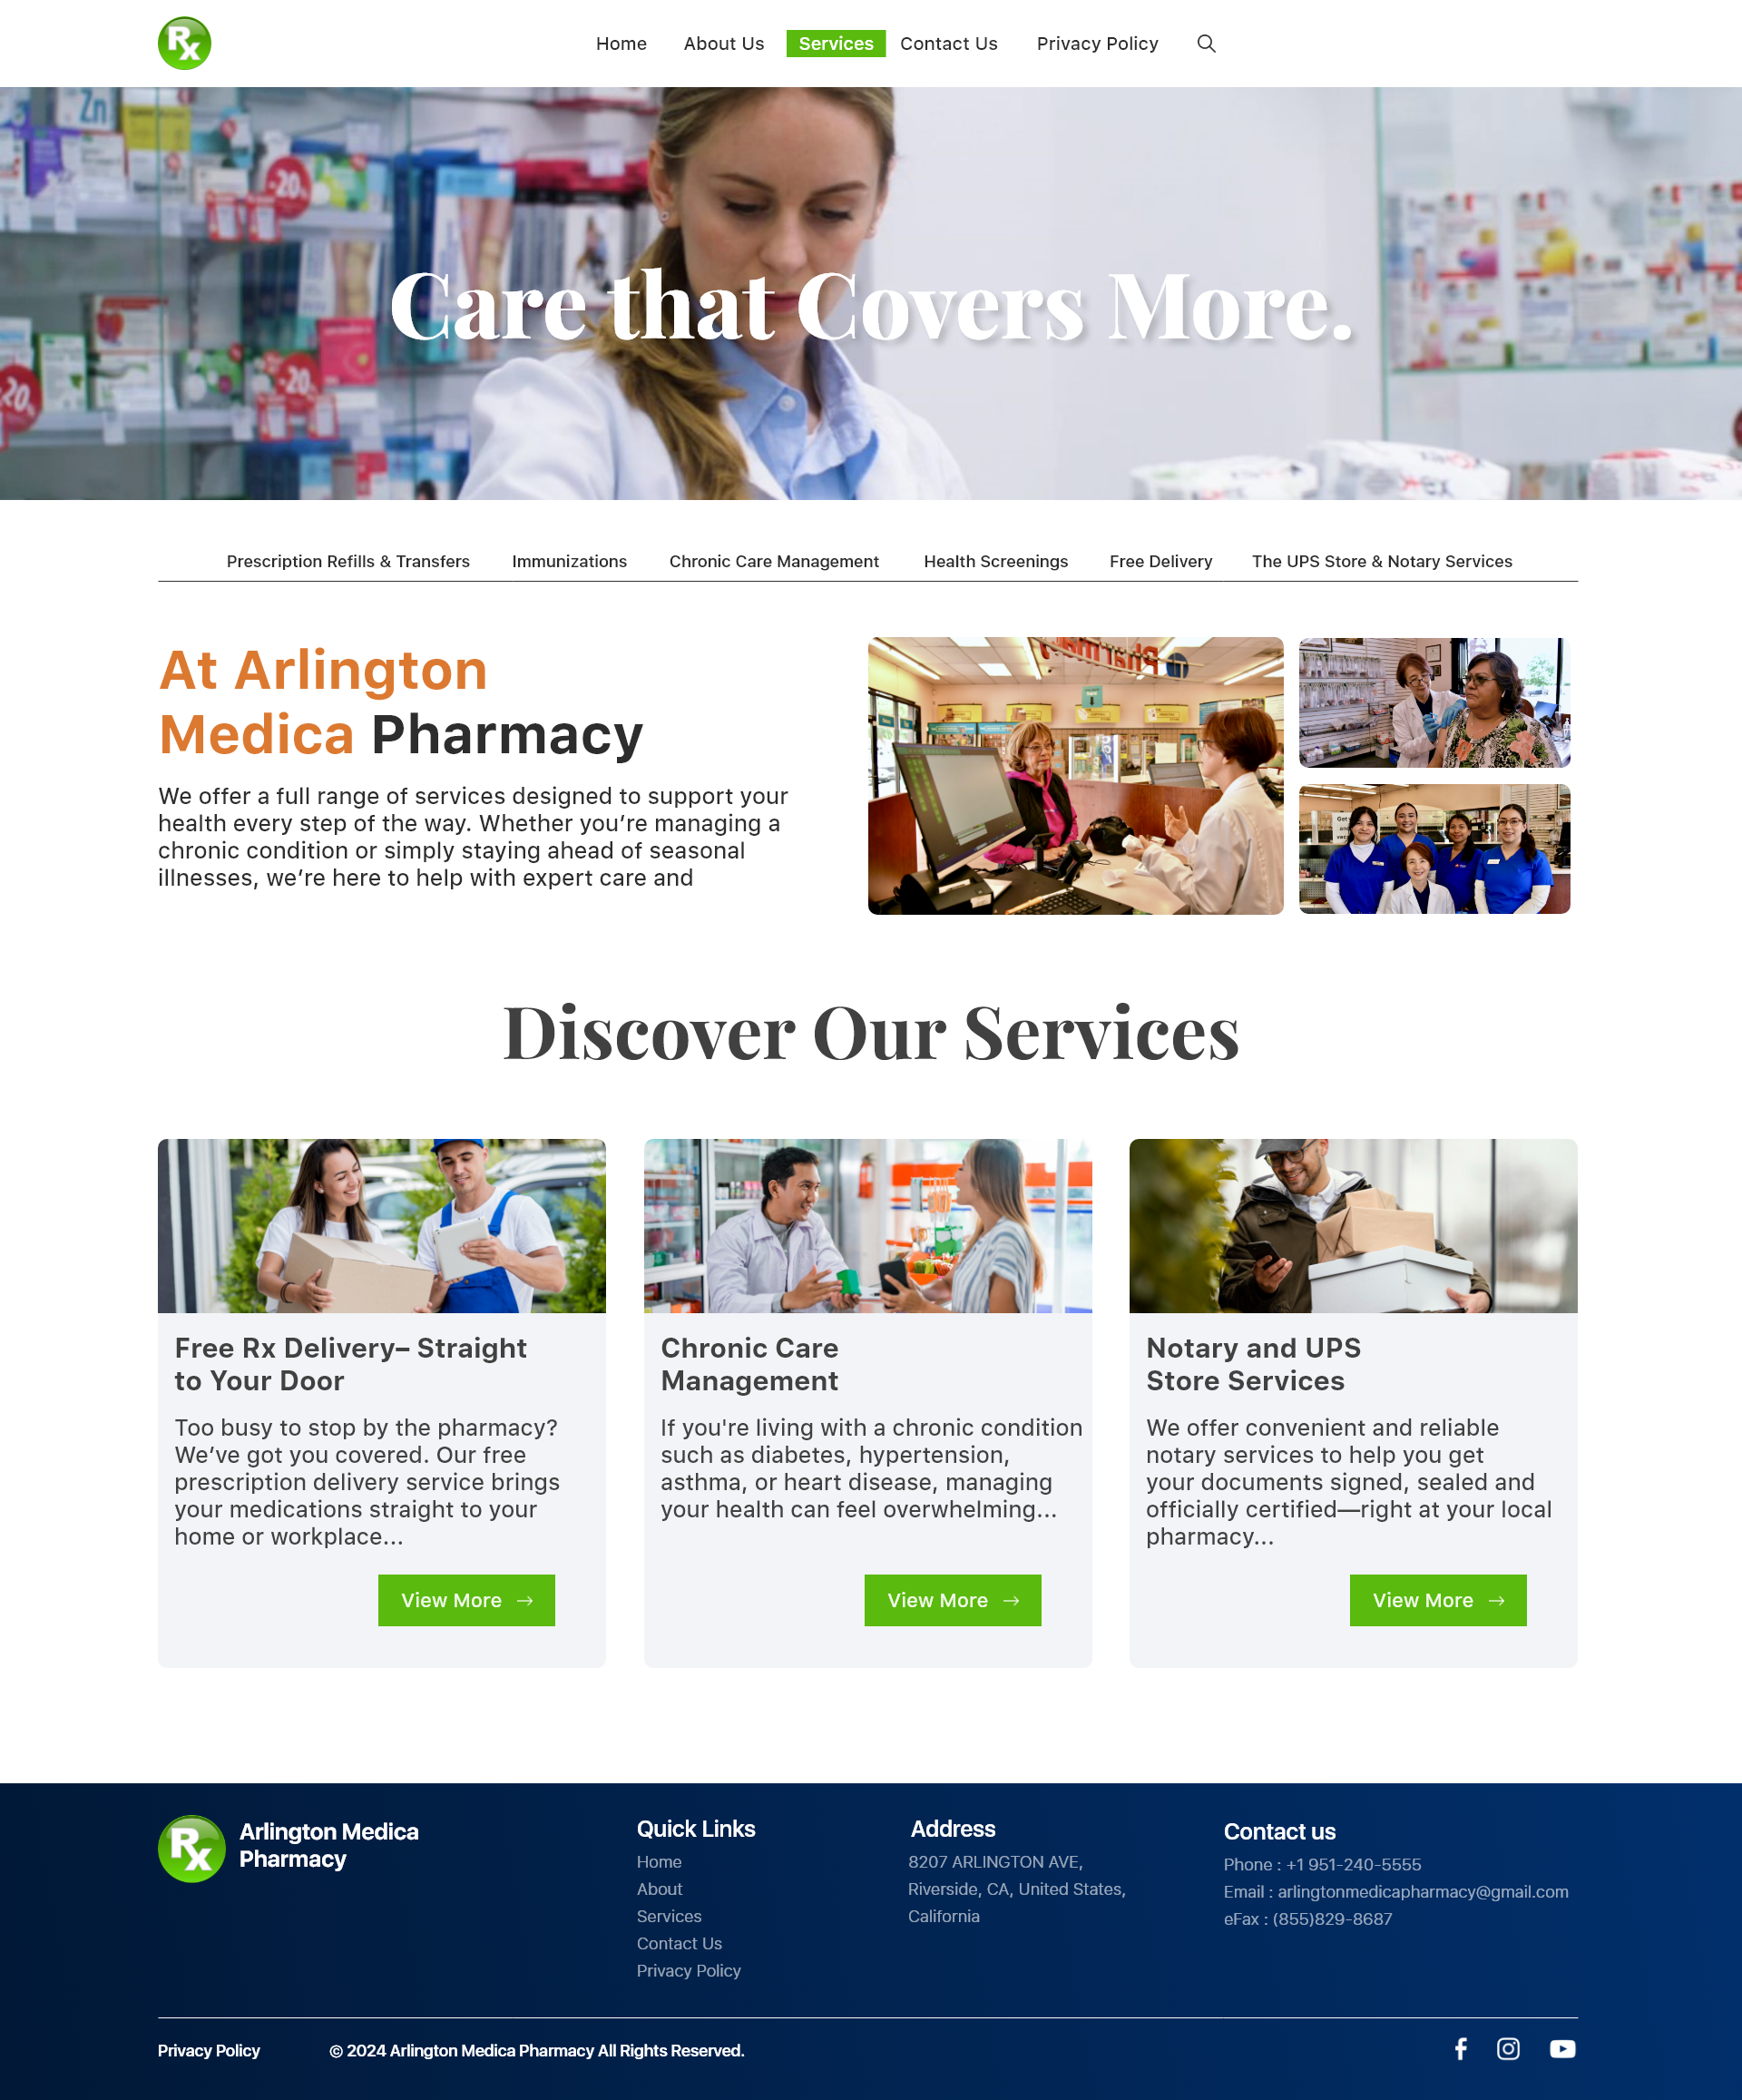 Rx
Home About Us Services Contact Us Privacy Policy
Zn
-20
-20
-20
Care that Covers More.
Prescription Refills & Transfers Immunizations Chronic Care Management Health Screenings Free Delivery The UPS Store & Notary Services
At Arlington
Medica Pharmacy
We offer a full range of services designed to support your
health every step of the way. Whether you’re managing a
chronic condition or simply staying ahead of seasonal
illnesses, we’re here to help with expert care and
Discover Our Services
Free Rx Delivery– Straight
to Your Door
Too busy to stop by the pharmacy?
We’ve got you covered. Our free
prescription delivery service brings
your medications straight to your
home or workplace...
View More →
Chronic Care
Management
If you're living with a chronic condition
such as diabetes, hypertension,
asthma, or heart disease, managing
your health can feel overwhelming...
View More →
Notary and UPS
Store Services
We offer convenient and reliable
notary services to help you get
your documents signed, sealed and
officially certified—right at your local
pharmacy...
View More →
Rx
Arlington Medica
Pharmacy
Quick Links
Home
About
Services
Contact Us
Privacy Policy
Address
8207 ARLINGTON AVE,
Riverside, CA, United States,
California
Contact us
Phone : +1 951-240-5555
Email : arlingtonmedicapharmacy@gmail.com
eFax : (855)829-8687
Privacy Policy © 2024 Arlington Medica Pharmacy All Rights Reserved.